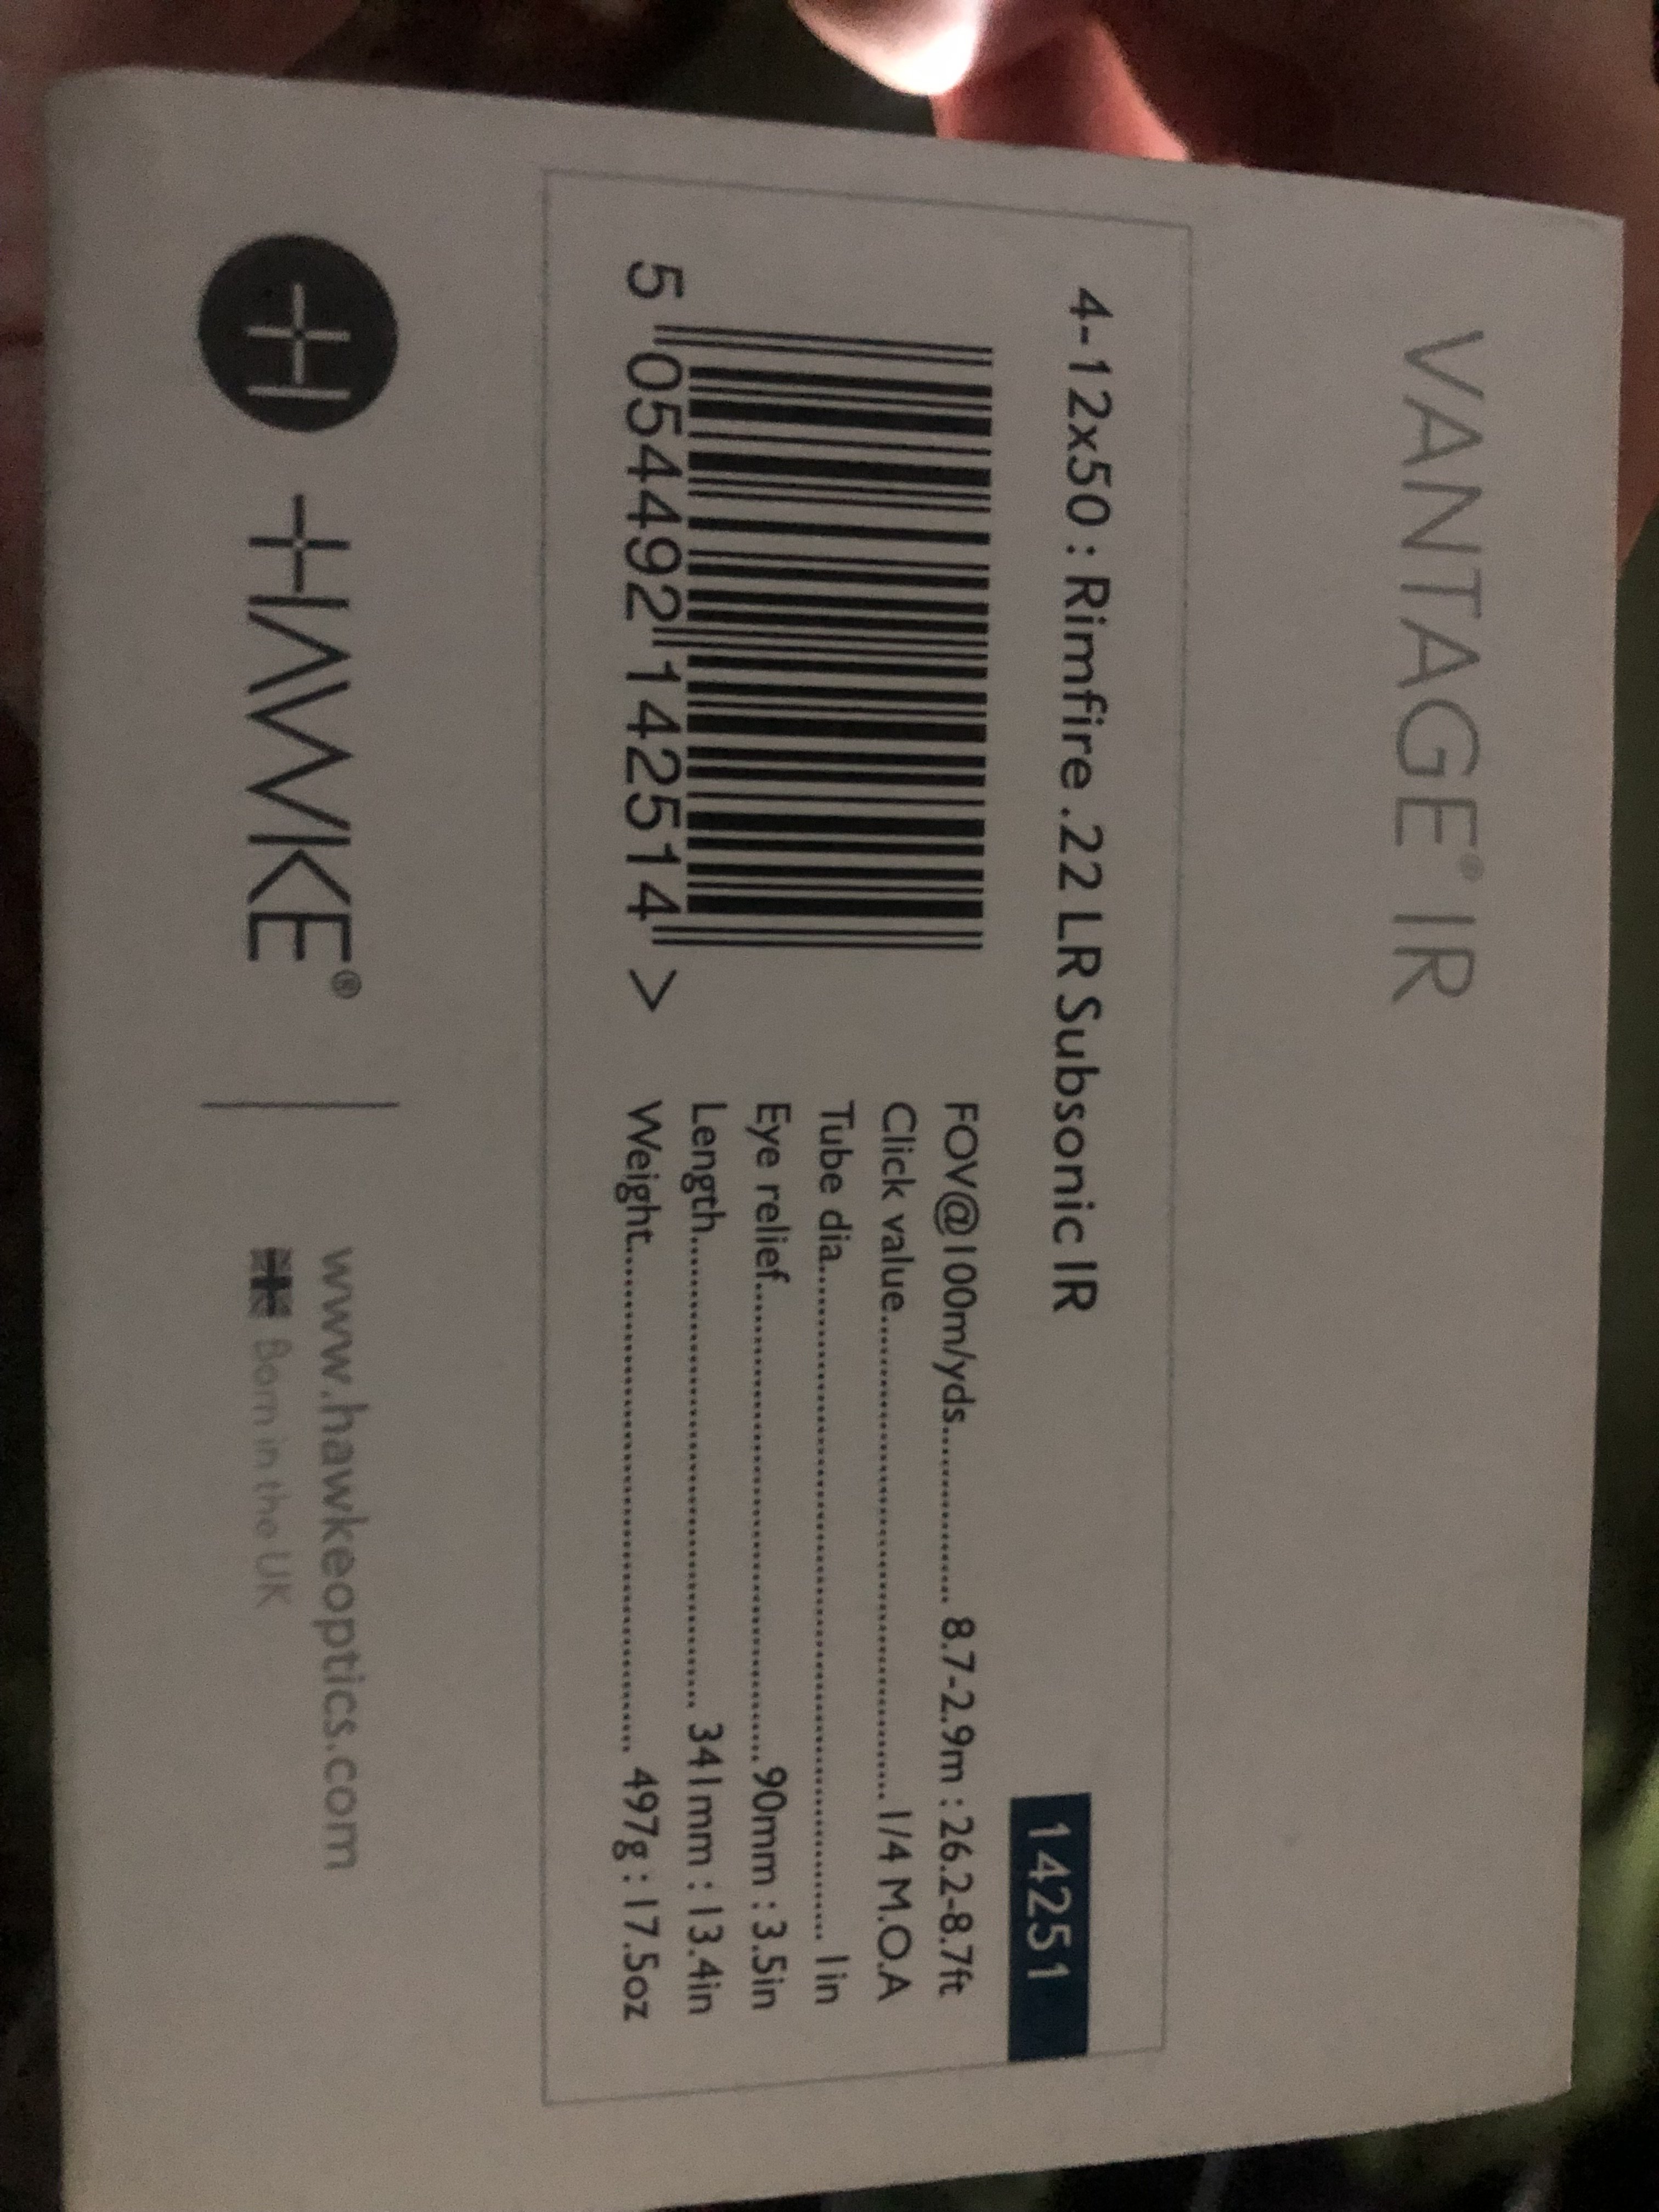 VANTAGE® IR
4-12x50 : Rimfire .22 LR Subsonic IR
14251
5 054492 142514 >
FOV@100m/yds.............. 8.7-2.9m : 26.2-8.7ft
Click value.......................................... 1/4 M.O.A
Tube dia.......................................................... 1in
Eye relief......................................... 90mm : 3.5in
Length........................................ 341mm : 13.4in
Weight.......................................... 497g : 17.5oz
H HAWKE®
www.hawkeoptics.com
Born in the UK